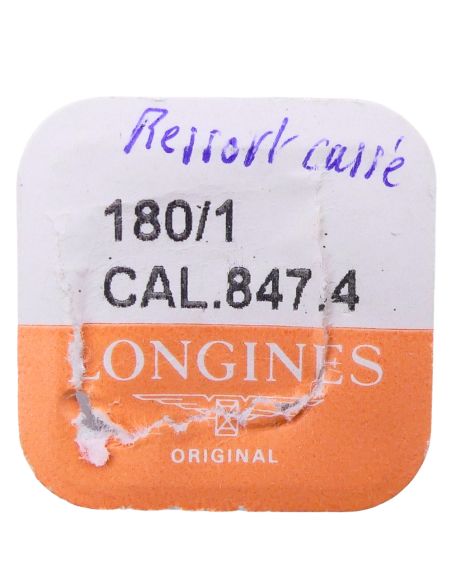 Ressort cassé
180/1
CAL.847.4
LONGINES
ORIGINAL